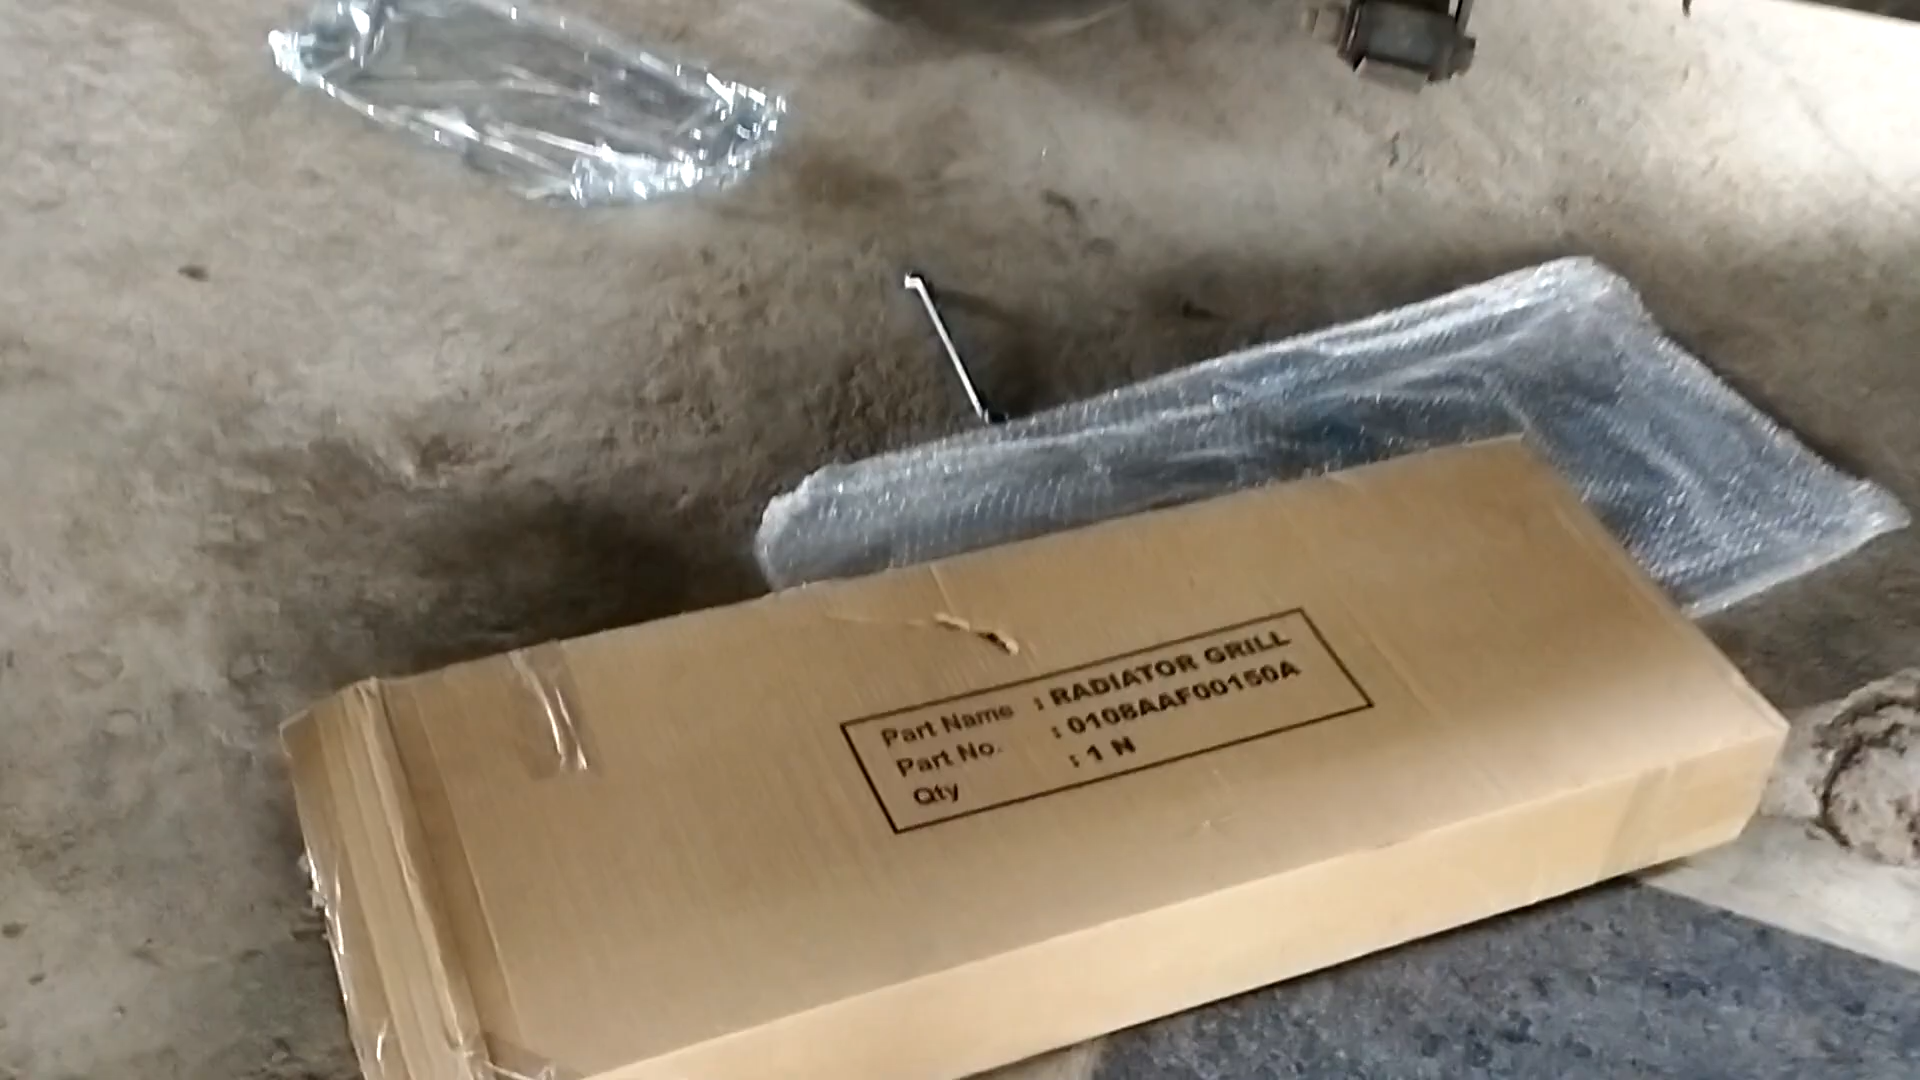 Part Name : RADIATOR GRILL
Part No. : 0108AAF00150A
Qty : 1 N